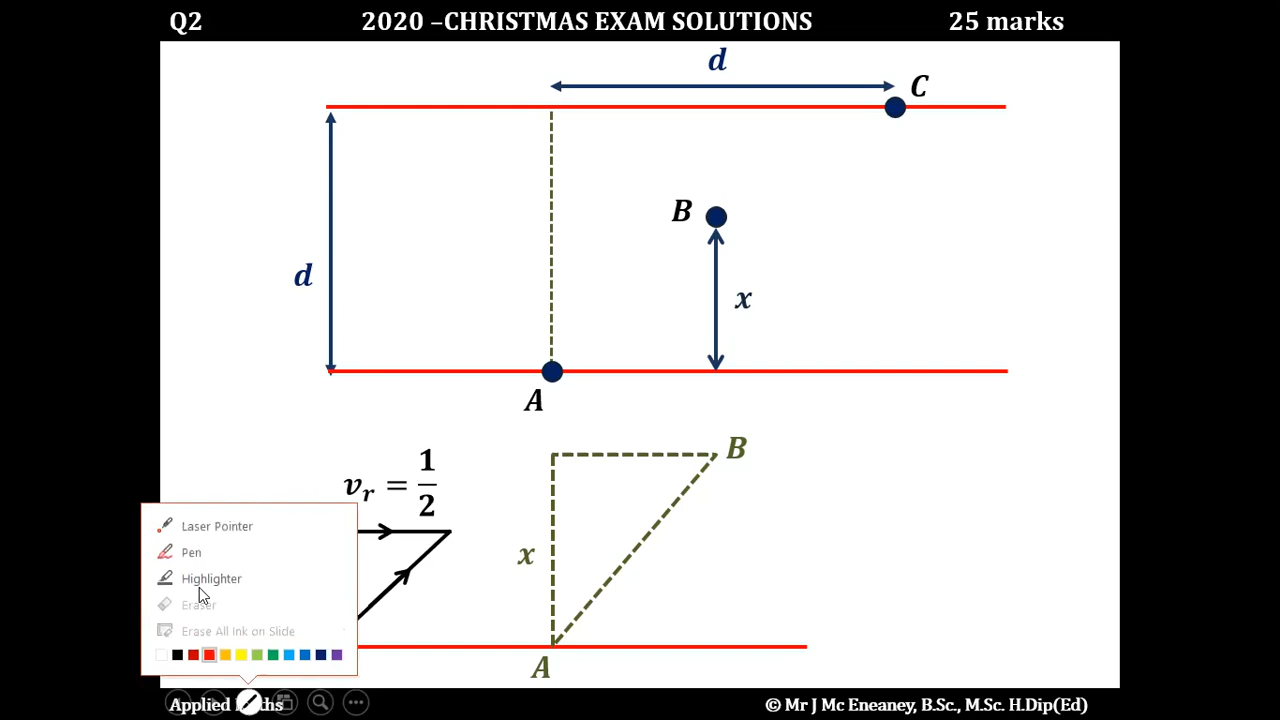 Q2 2020 –CHRISTMAS EXAM SOLUTIONS 25 marks
d
C
B
d
x
A
v_r = 1/2
B
x
A
Laser Pointer
Pen
Highlighter
Eraser
Erase All Ink on Slide
Applied © Mr J Mc Eneaney, B.Sc., M.Sc. H.Dip(Ed)